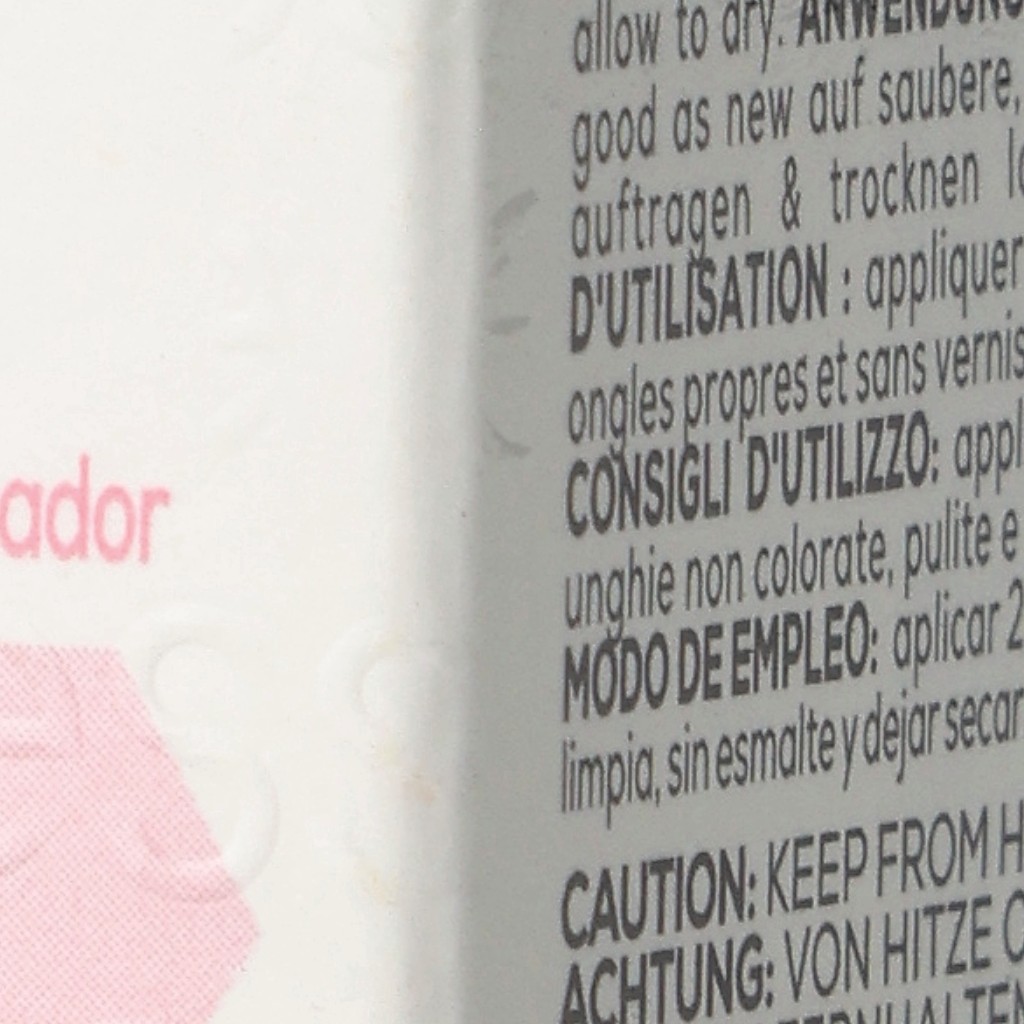 ador
allow to dry. ANWENDUNG
good as new auf saubere,
auftragen & trocknen
D'UTILISATION : appliquer
ongles propres et sans vernis
CONSIGLI D'UTILIZZO: appl
unghie non colorate, pulite e
MODO DE EMPLEO: aplicar 2
limpia, sin esmalte y dejar secar
CAUTION: KEEP FROM H
ACHTUNG: VON HITZE